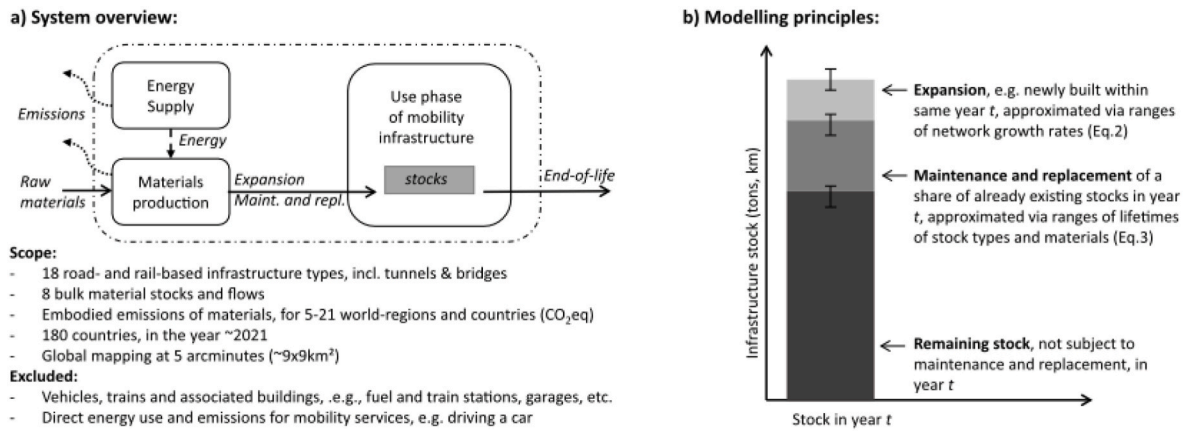 a) System overview:
Energy
Supply
Emissions
Energy
Raw
materials
Materials
production
Expansion
Maint. and repl.
Use phase
of mobility
infrastructure
stocks
End-of-life
Scope:
- 18 road- and rail-based infrastructure types, incl. tunnels & bridges
- 8 bulk material stocks and flows
- Embodied emissions of materials, for 5-21 world-regions and countries (CO₂eq)
- 180 countries, in the year ~2021
- Global mapping at 5 arcminutes (~9x9km²)
Excluded:
- Vehicles, trains and associated buildings, .e.g., fuel and train stations, garages, etc.
- Direct energy use and emissions for mobility services, e.g. driving a car
b) Modelling principles:
Infrastructure stock (tons, km)
Expansion, e.g. newly built within
same year t, approximated via ranges
of network growth rates (Eq.2)
Maintenance and replacement of a
share of already existing stocks in year
t, approximated via ranges of lifetimes
of stock types and materials (Eq.3)
Remaining stock, not subject to
maintenance and replacement, in
year t
Stock in year t